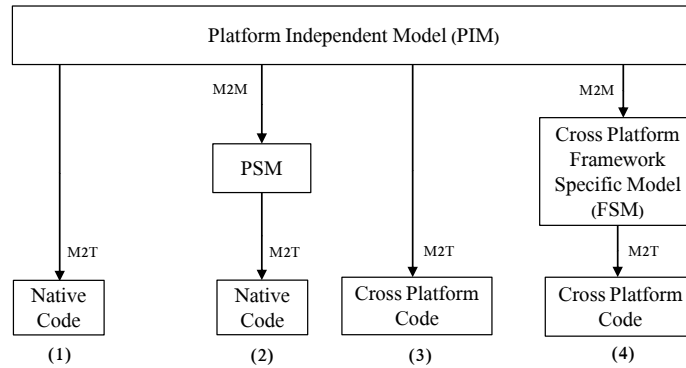 Platform Independent Model (PIM)
M2M
M2M
PSM
Cross Platform
Framework
Specific Model
(FSM)
M2T
M2T
M2T
M2T
Native
Code
Native
Code
Cross Platform
Code
Cross Platform
Code
(1)
(2)
(3)
(4)